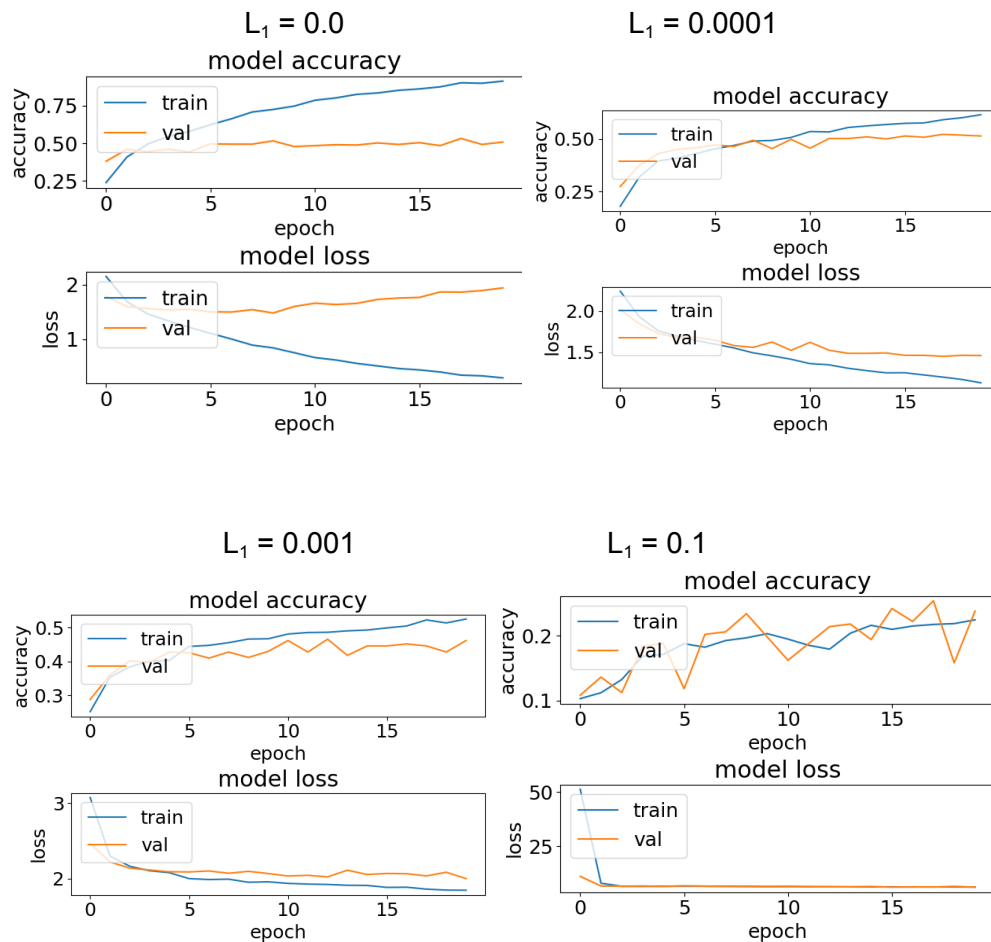 L₁ = 0.0
model accuracy
accuracy
0.75
0.50
0.25
train
val
0 5 10 15
epoch
model loss
loss
2
1
train
val
0 5 10 15
epoch
L₁ = 0.0001
model accuracy
accuracy
0.50
0.25
train
val
0 5 10 15
epoch
model loss
loss
2.0
1.5
train
val
0 5 10 15
epoch
L₁ = 0.001
model accuracy
accuracy
0.5
0.4
0.3
train
val
0 5 10 15
epoch
model loss
loss
3
2
train
val
0 5 10 15
epoch
L₁ = 0.1
model accuracy
accuracy
0.2
0.1
train
val
0 5 10 15
epoch
model loss
loss
50
25
train
val
0 5 10 15
epoch